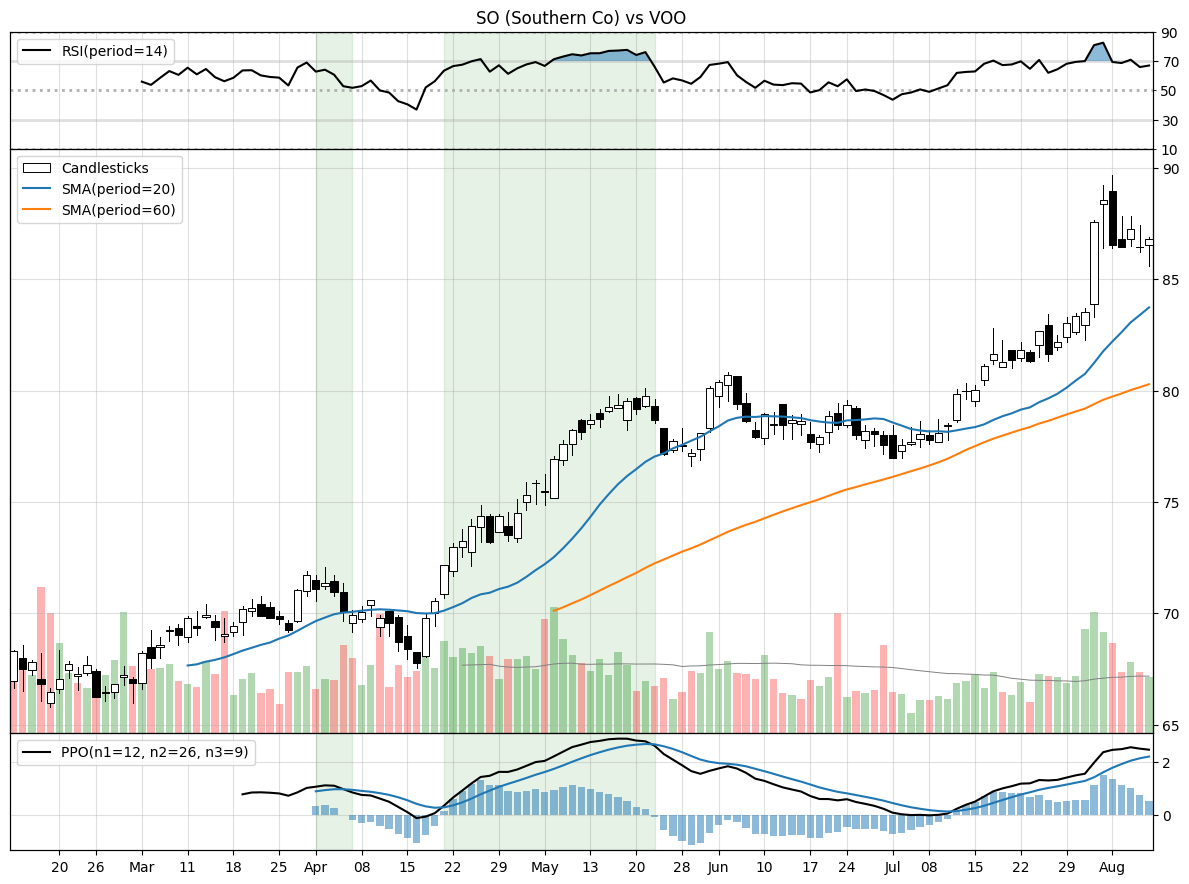 SO (Southern Co) vs VOO
RSI(period=14)
90
70
50
30
10
Candlesticks
SMA(period=20)
SMA(period=60)
90
85
80
75
70
65
PPO(n1=12, n2=26, n3=9)
2
0
20 26 Mar 11 18 25 Apr 08 15 22 29 May 13 20 28 Jun 10 17 24 Jul 08 15 22 29 Aug